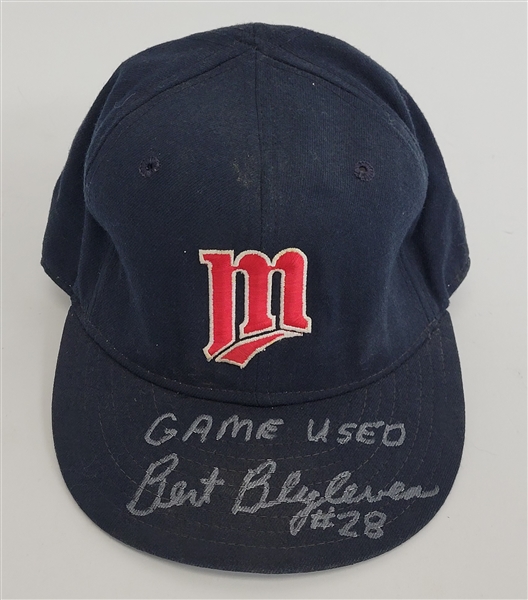 m
GAME USED
Bert Blyleven
#28